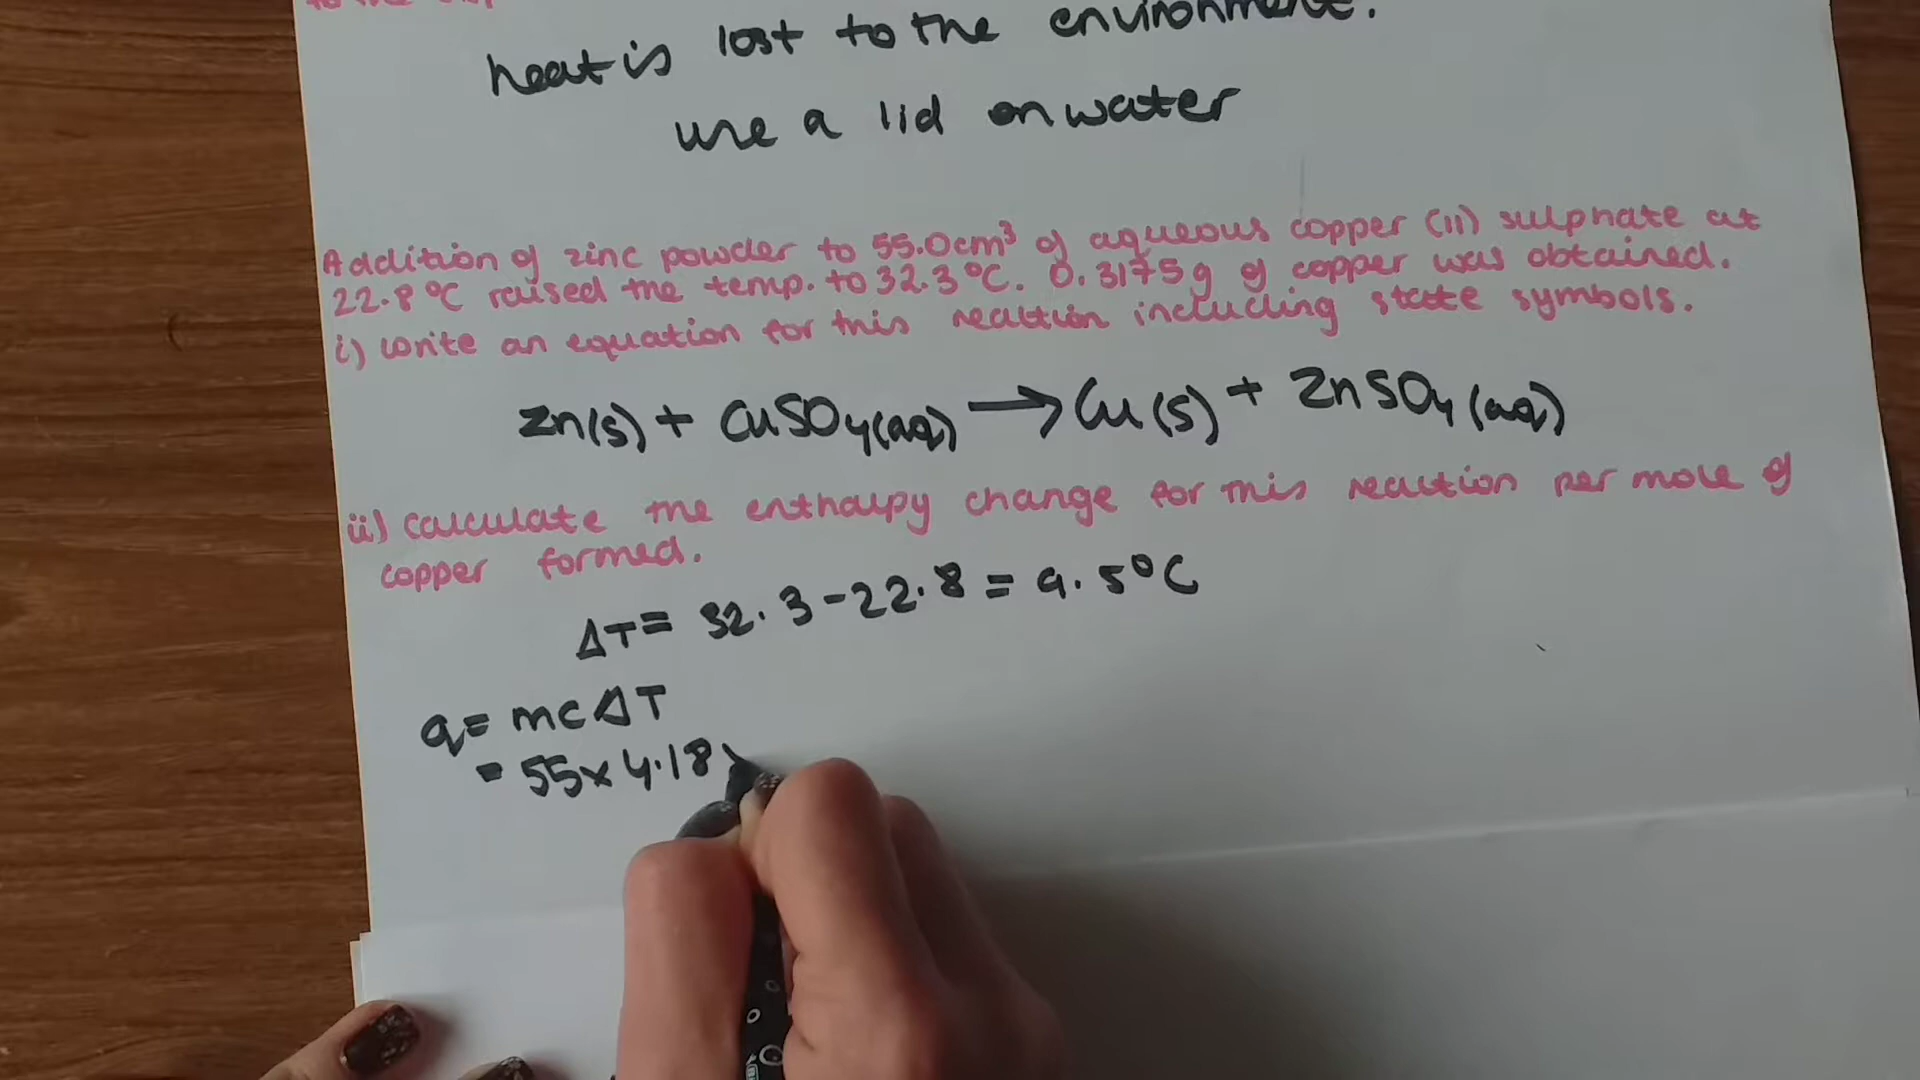 to the
heat is lost to the environment.
use a lid on water
Addition of zinc powder to 55.0cm³ of aqueous copper (II) sulphate at
22.8°C raised the temp. to 32.3°C. 0.3175g of copper was obtained.
i) Write an equation for this reaction including state symbols.
Zn(s) + CuSO₄(aq) → Cu(s) + ZnSO₄(aq)
ii) Calculate the enthalpy change for this reaction per mole of
copper formed.
ΔT = 32.3-22.8 = 9.5°C
q = mcΔT
= 55×4.18